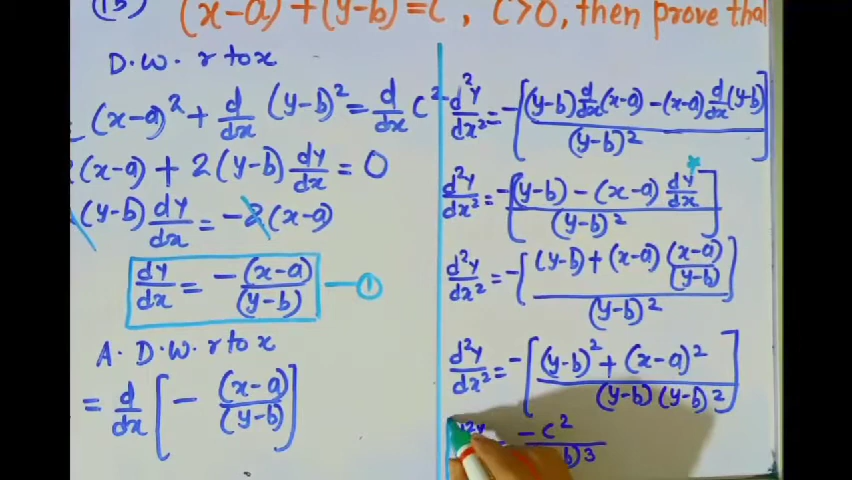 (15) (x-a)²+(y-b)²=c², c>0, then prove that
D.W. r to x
(x-a)² + d/dx (y-b)² = d/dx c²
(x-a) + 2(y-b) dy/dx = 0
(y-b) dy/dx = -2(x-a)
dy/dx = -(x-a)/(y-b) — ①
A. D.W. r to x
= d/dx [ - (x-a)/(y-b) ]
d²y/dx² = -[ ((y-b) d/dx (x-a) - (x-a) d/dx (y-b)) / (y-b)² ]
d²y/dx² = -[ ((y-b) - (x-a) dy/dx) / (y-b)² ]
d²y/dx² = -[ ((y-b) + (x-a) (x-a)/(y-b)) / (y-b)² ]
d²y/dx² = -[ ((y-b)² + (x-a)²) / ((y-b) (y-b)²) ]
= -c² / b)³